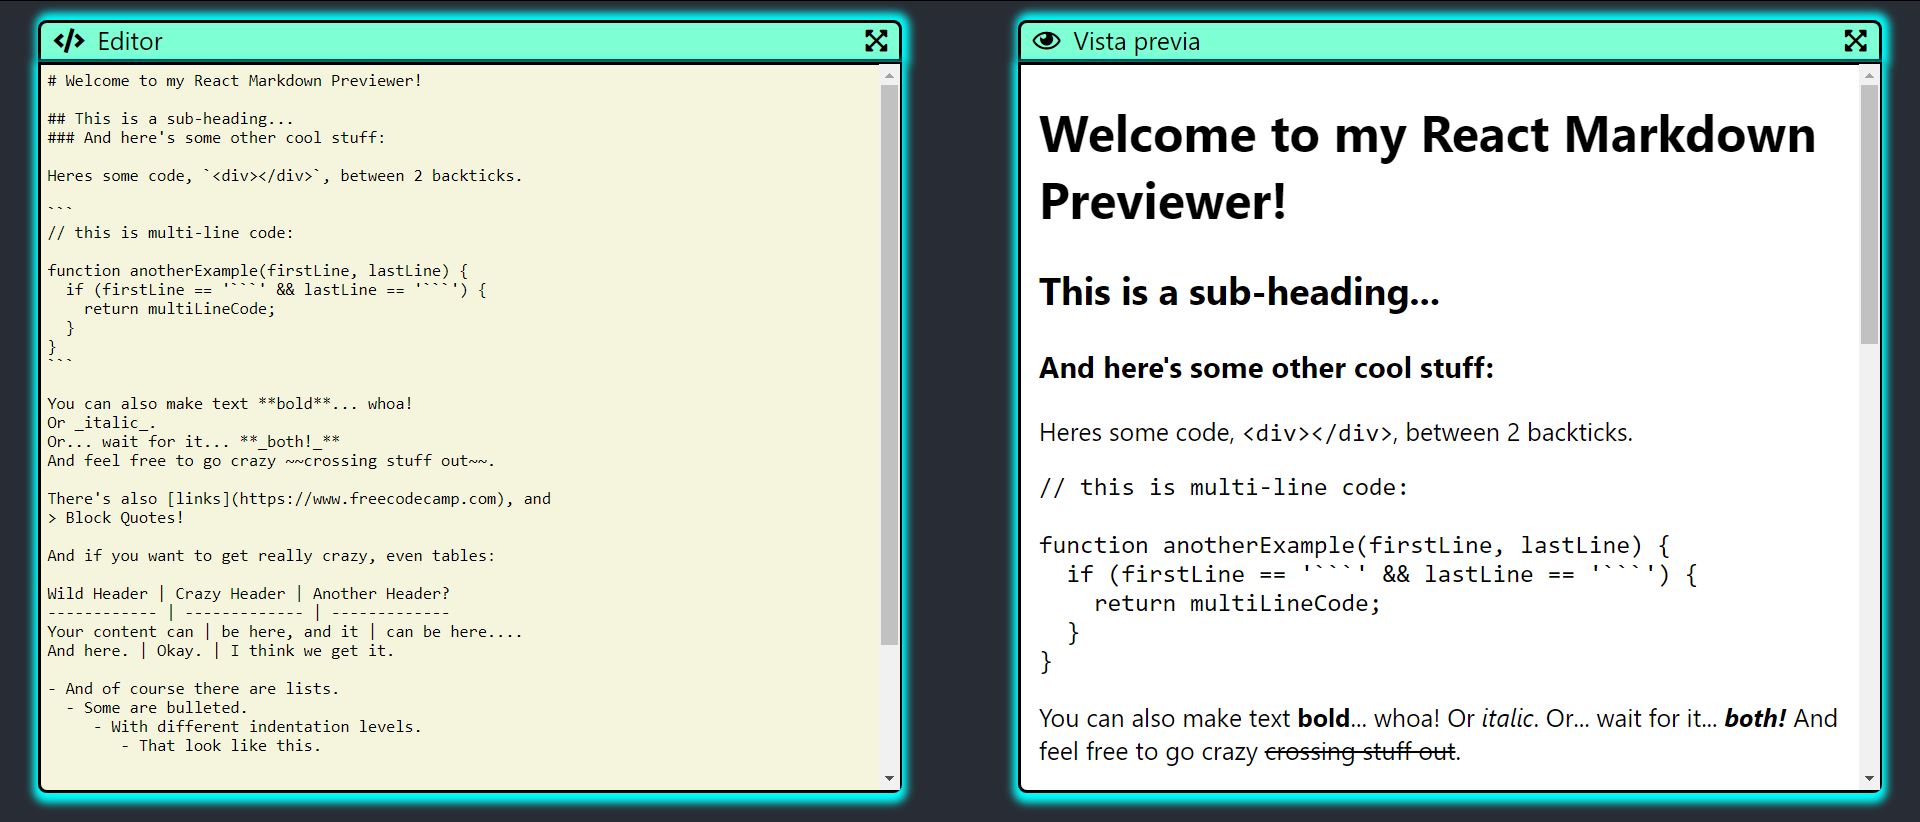 Editor
# Welcome to my React Markdown Previewer!
## This is a sub-heading...
### And here's some other cool stuff:
Heres some code, `<div></div>`, between 2 backticks.
```
// this is multi-line code:
function anotherExample(firstLine, lastLine) {
  if (firstLine == '```' && lastLine == '```') {
    return multiLineCode;
  }
}
```
You can also make text **bold**... whoa!
Or _italic_.
Or... wait for it... **_both!_**
And feel free to go crazy ~~crossing stuff out~~.
There's also [links](https://www.freecodecamp.com), and
> Block Quotes!
And if you want to get really crazy, even tables:
Wild Header | Crazy Header | Another Header?
------------ | ------------- | -------------
Your content can | be here, and it | can be here....
And here. | Okay. | I think we get it.
- And of course there are lists.
  - Some are bulleted.
     - With different indentation levels.
        - That look like this.
Vista previa
Welcome to my React Markdown
Previewer!
This is a sub-heading...
And here's some other cool stuff:
Heres some code, <div></div>, between 2 backticks.
// this is multi-line code:
function anotherExample(firstLine, lastLine) {
  if (firstLine == '```' && lastLine == '```') {
    return multiLineCode;
  }
}
You can also make text bold... whoa! Or italic. Or... wait for it... both! And
feel free to go crazy crossing stuff out.